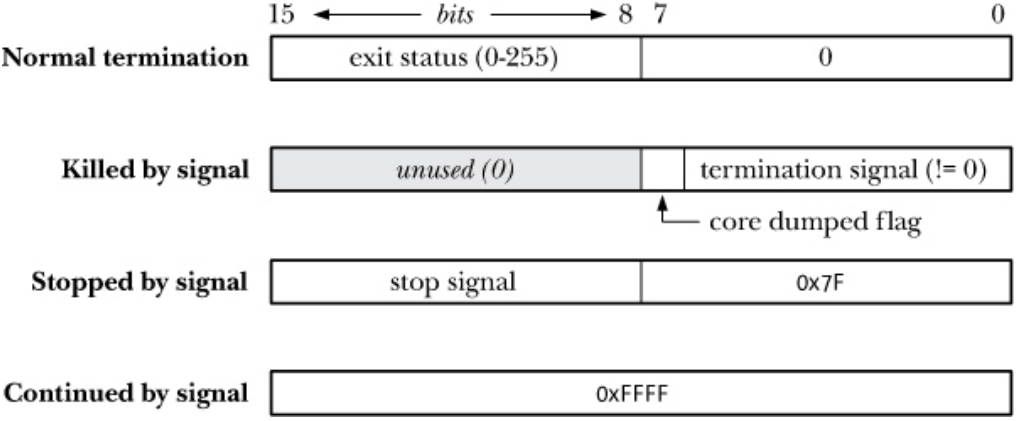 15 bits 8 7 0
Normal termination exit status (0-255) 0
Killed by signal unused (0) termination signal (!= 0)
core dumped flag
Stopped by signal stop signal 0x7F
Continued by signal 0xFFFF